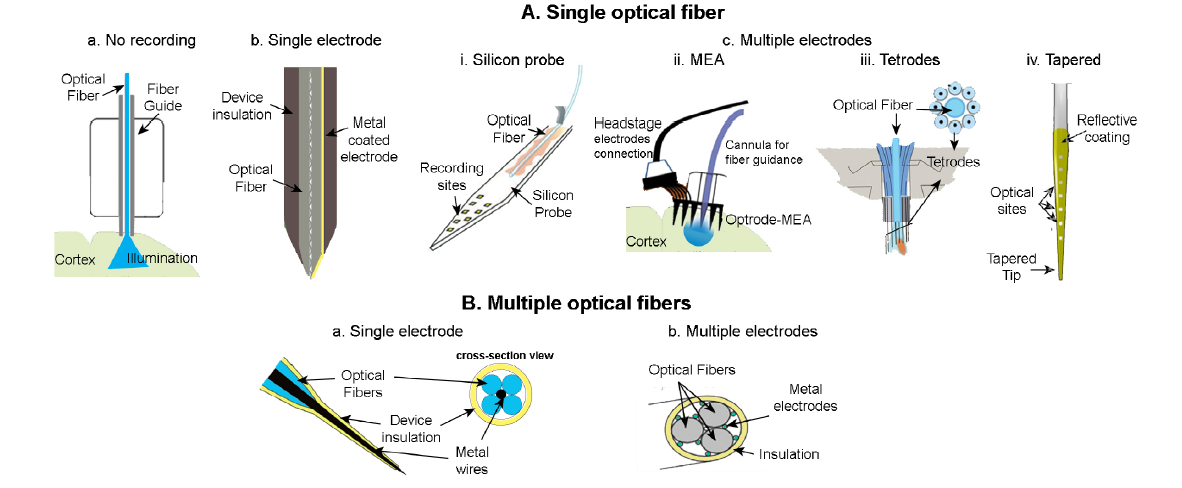 A. Single optical fiber
a. No recording
Optical
Fiber
Fiber
Guide
Cortex
Illumination
b. Single electrode
Device
insulation
Optical
Fiber
Metal
coated
electrode
c. Multiple electrodes
i. Silicon probe
Optical
Fiber
Recording
sites
Silicon
Probe
ii. MEA
Headstage
electrodes
connection
Cannula for
fiber guidance
Optrode-MEA
Cortex
iii. Tetrodes
Optical Fiber
Tetrodes
iv. Tapered
Reflective
coating
Optical
sites
Tapered
Tip
B. Multiple optical fibers
a. Single electrode
cross-section view
Optical
Fibers
Device
insulation
Metal
wires
b. Multiple electrodes
Optical Fibers
Metal
electrodes
Insulation